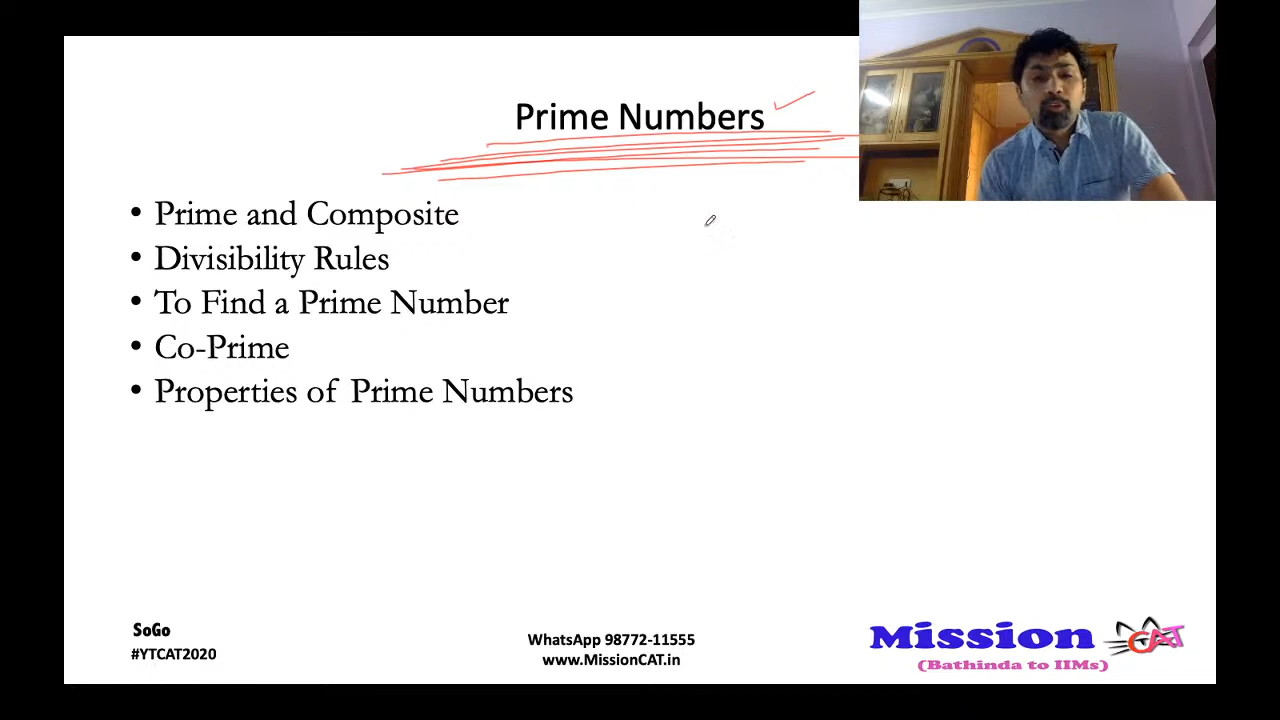 Prime Numbers
• Prime and Composite
• Divisibility Rules
• To Find a Prime Number
• Co-Prime
• Properties of Prime Numbers
SoGo
#YTCAT2020
WhatsApp 98772-11555
www.MissionCAT.in
Mission CAT
(Bathinda to IIMs)